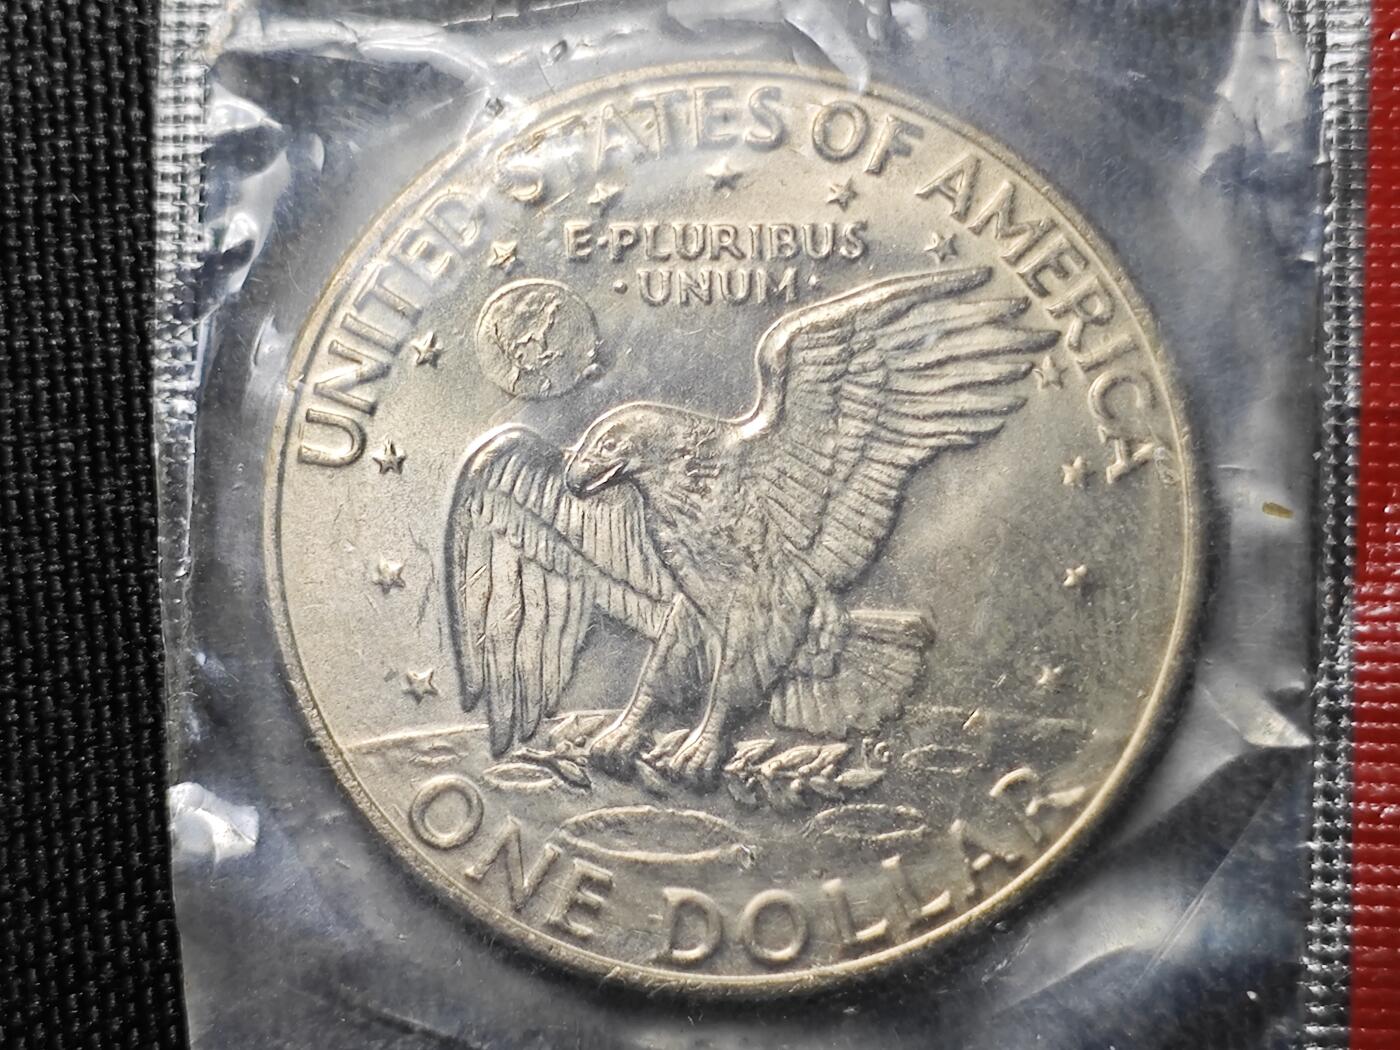 UNITED STATES OF AMERICA
E·PLURIBUS
·UNUM·
ONE DOLLAR